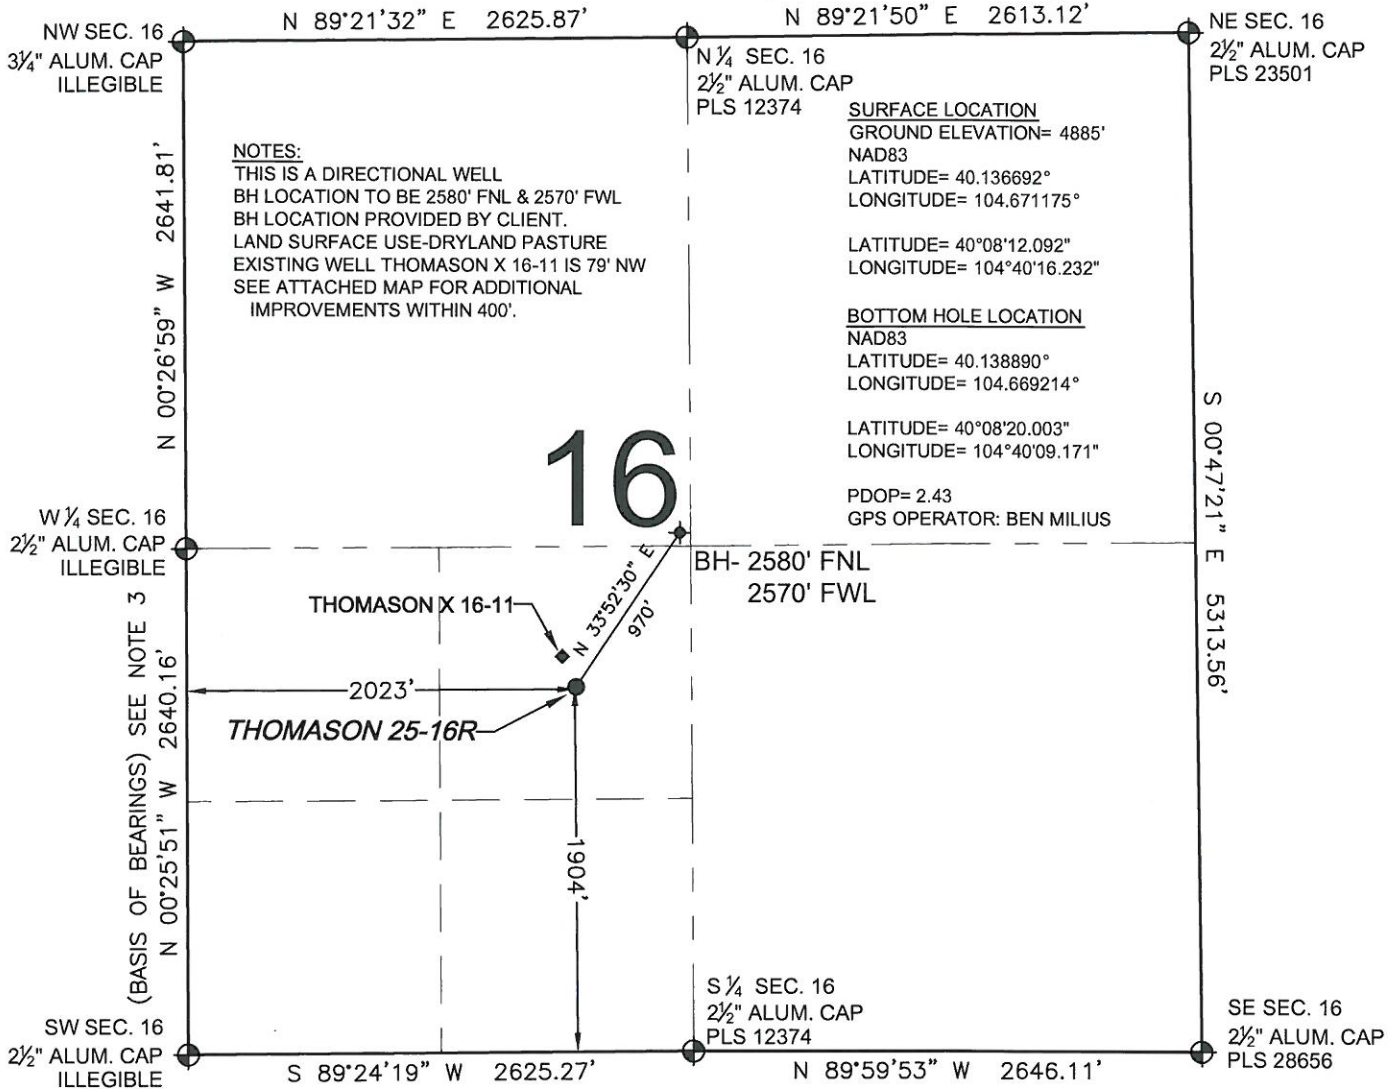 N 89°21'32" E 2625.87'
N 89°21'50" E 2613.12'
NW SEC. 16
3¼" ALUM. CAP
ILLEGIBLE
N ¼ SEC. 16
2½" ALUM. CAP
PLS 12374
NE SEC. 16
2½" ALUM. CAP
PLS 23501
NOTES:
THIS IS A DIRECTIONAL WELL
BH LOCATION TO BE 2580' FNL & 2570' FWL
BH LOCATION PROVIDED BY CLIENT.
LAND SURFACE USE-DRYLAND PASTURE
EXISTING WELL THOMASON X 16-11 IS 79' NW
SEE ATTACHED MAP FOR ADDITIONAL
IMPROVEMENTS WITHIN 400'.
SURFACE LOCATION
GROUND ELEVATION= 4885'
NAD83
LATITUDE= 40.136692°
LONGITUDE= 104.671175°
LATITUDE= 40°08'12.092"
LONGITUDE= 104°40'16.232"
BOTTOM HOLE LOCATION
NAD83
LATITUDE= 40.138890°
LONGITUDE= 104.669214°
LATITUDE= 40°08'20.003"
LONGITUDE= 104°40'09.171"
PDOP= 2.43
GPS OPERATOR: BEN MILIUS
N 00°26'59" W 2641.81'
S 00°47'21" E 5313.56'
16
W ¼ SEC. 16
2½" ALUM. CAP
ILLEGIBLE
BH- 2580' FNL
2570' FWL
N 33°52'30" E
970'
THOMASON X 16-11
2023'
THOMASON 25-16R
1904'
(BASIS OF BEARINGS) SEE NOTE 3
N 00°25'51" W 2640.16'
SW SEC. 16
2½" ALUM. CAP
ILLEGIBLE
S ¼ SEC. 16
2½" ALUM. CAP
PLS 12374
SE SEC. 16
2½" ALUM. CAP
PLS 28656
S 89°24'19" W 2625.27'
N 89°59'53" W 2646.11'